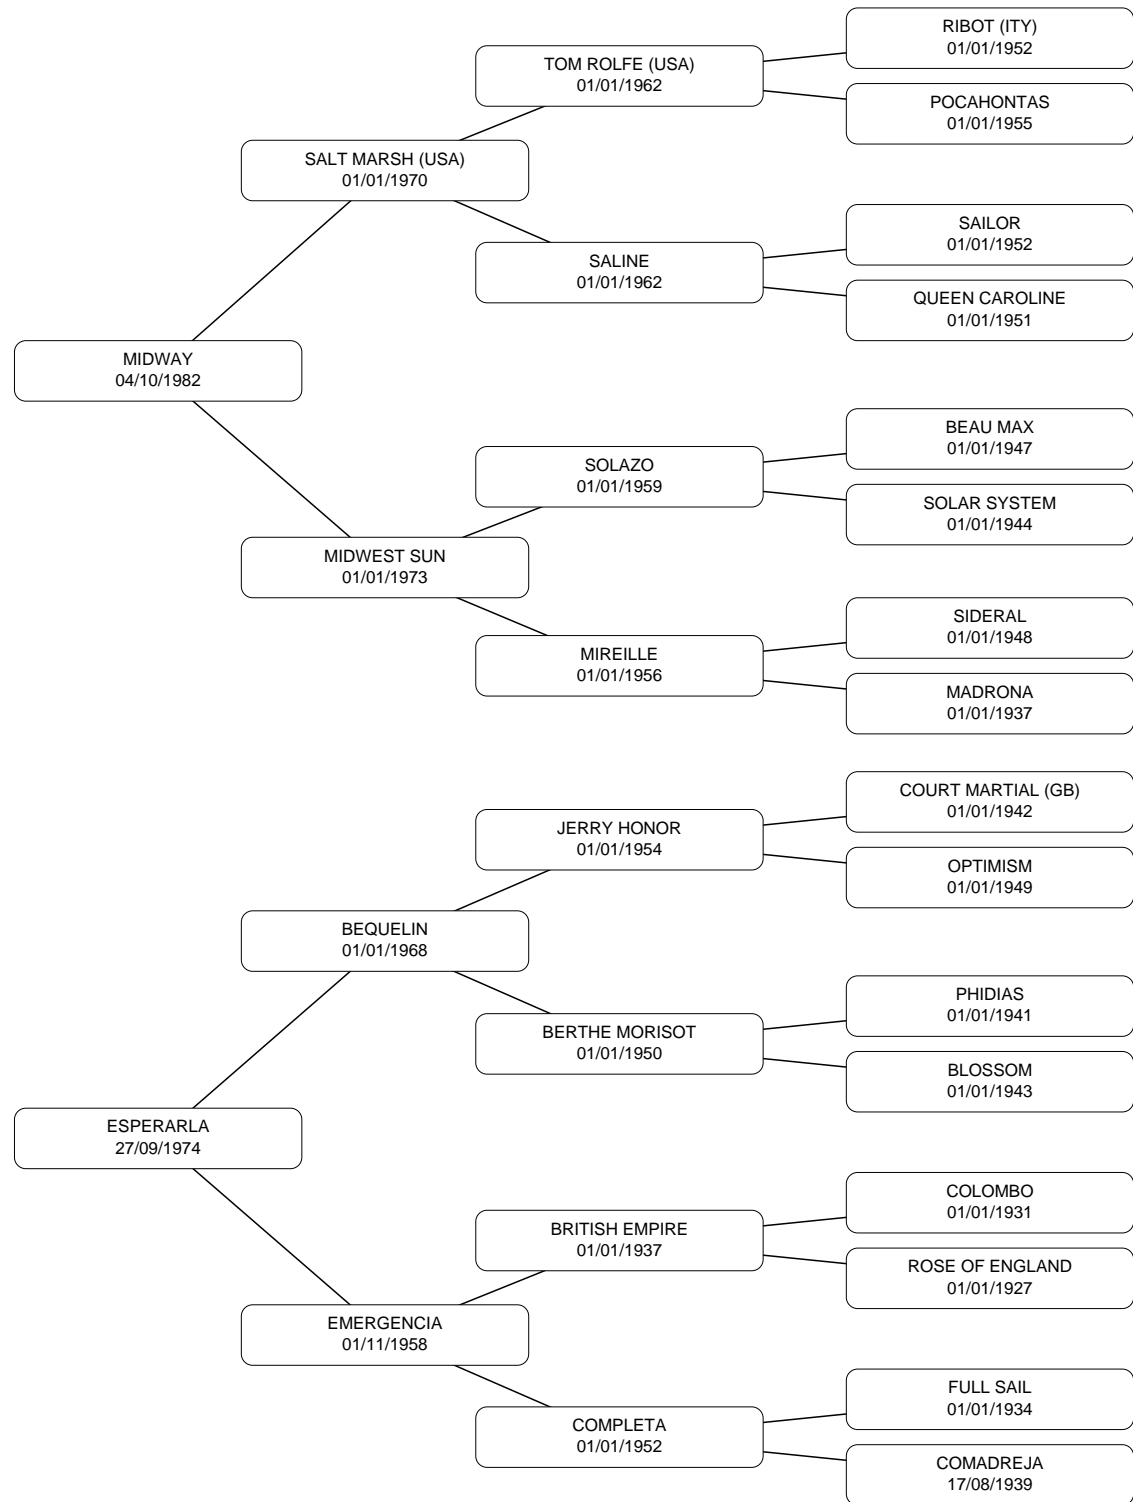 RIBOT (ITY)
01/01/1952
TOM ROLFE (USA)
01/01/1962
POCAHONTAS
01/01/1955
SALT MARSH (USA)
01/01/1970
SAILOR
01/01/1952
SALINE
01/01/1962
QUEEN CAROLINE
01/01/1951
MIDWAY
04/10/1982
BEAU MAX
01/01/1947
SOLAZO
01/01/1959
SOLAR SYSTEM
01/01/1944
MIDWEST SUN
01/01/1973
SIDERAL
01/01/1948
MIREILLE
01/01/1956
MADRONA
01/01/1937
COURT MARTIAL (GB)
01/01/1942
JERRY HONOR
01/01/1954
OPTIMISM
01/01/1949
BEQUELIN
01/01/1968
PHIDIAS
01/01/1941
BERTHE MORISOT
01/01/1950
BLOSSOM
01/01/1943
ESPERARLA
27/09/1974
COLOMBO
01/01/1931
BRITISH EMPIRE
01/01/1937
ROSE OF ENGLAND
01/01/1927
EMERGENCIA
01/11/1958
FULL SAIL
01/01/1934
COMPLETA
01/01/1952
COMADREJA
17/08/1939